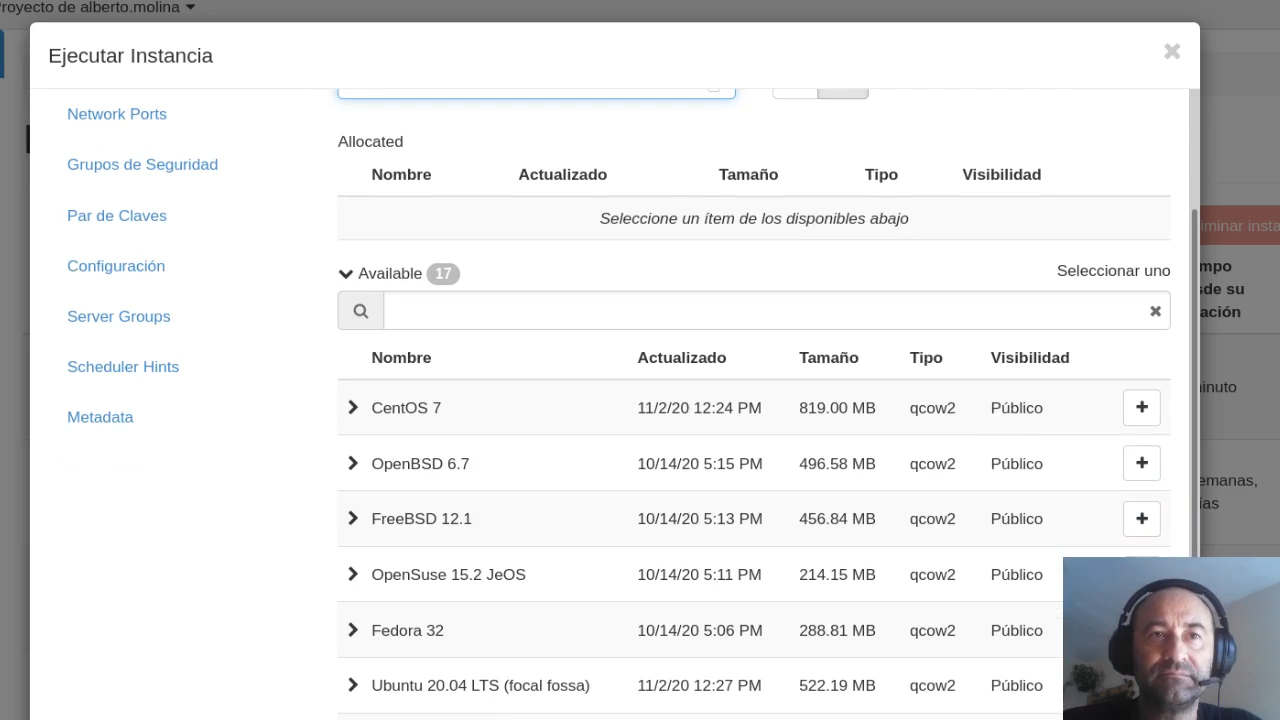 royecto de alberto.molina
Ejecutar Instancia
Network Ports
Grupos de Seguridad
Par de Claves
Configuración
Server Groups
Scheduler Hints
Metadata
Allocated
Nombre Actualizado Tamaño Tipo Visibilidad
Seleccione un ítem de los disponibles abajo
Available 17
Seleccionar uno
Nombre Actualizado Tamaño Tipo Visibilidad
CentOS 7 11/2/20 12:24 PM 819.00 MB qcow2 Público
OpenBSD 6.7 10/14/20 5:15 PM 496.58 MB qcow2 Público
FreeBSD 12.1 10/14/20 5:13 PM 456.84 MB qcow2 Público
OpenSuse 15.2 JeOS 10/14/20 5:11 PM 214.15 MB qcow2 Público
Fedora 32 10/14/20 5:06 PM 288.81 MB qcow2 Público
Ubuntu 20.04 LTS (focal fossa) 11/2/20 12:27 PM 522.19 MB qcow2 Público
iminar insta
mpo
sde su
ación
inuto
emanas,
ías